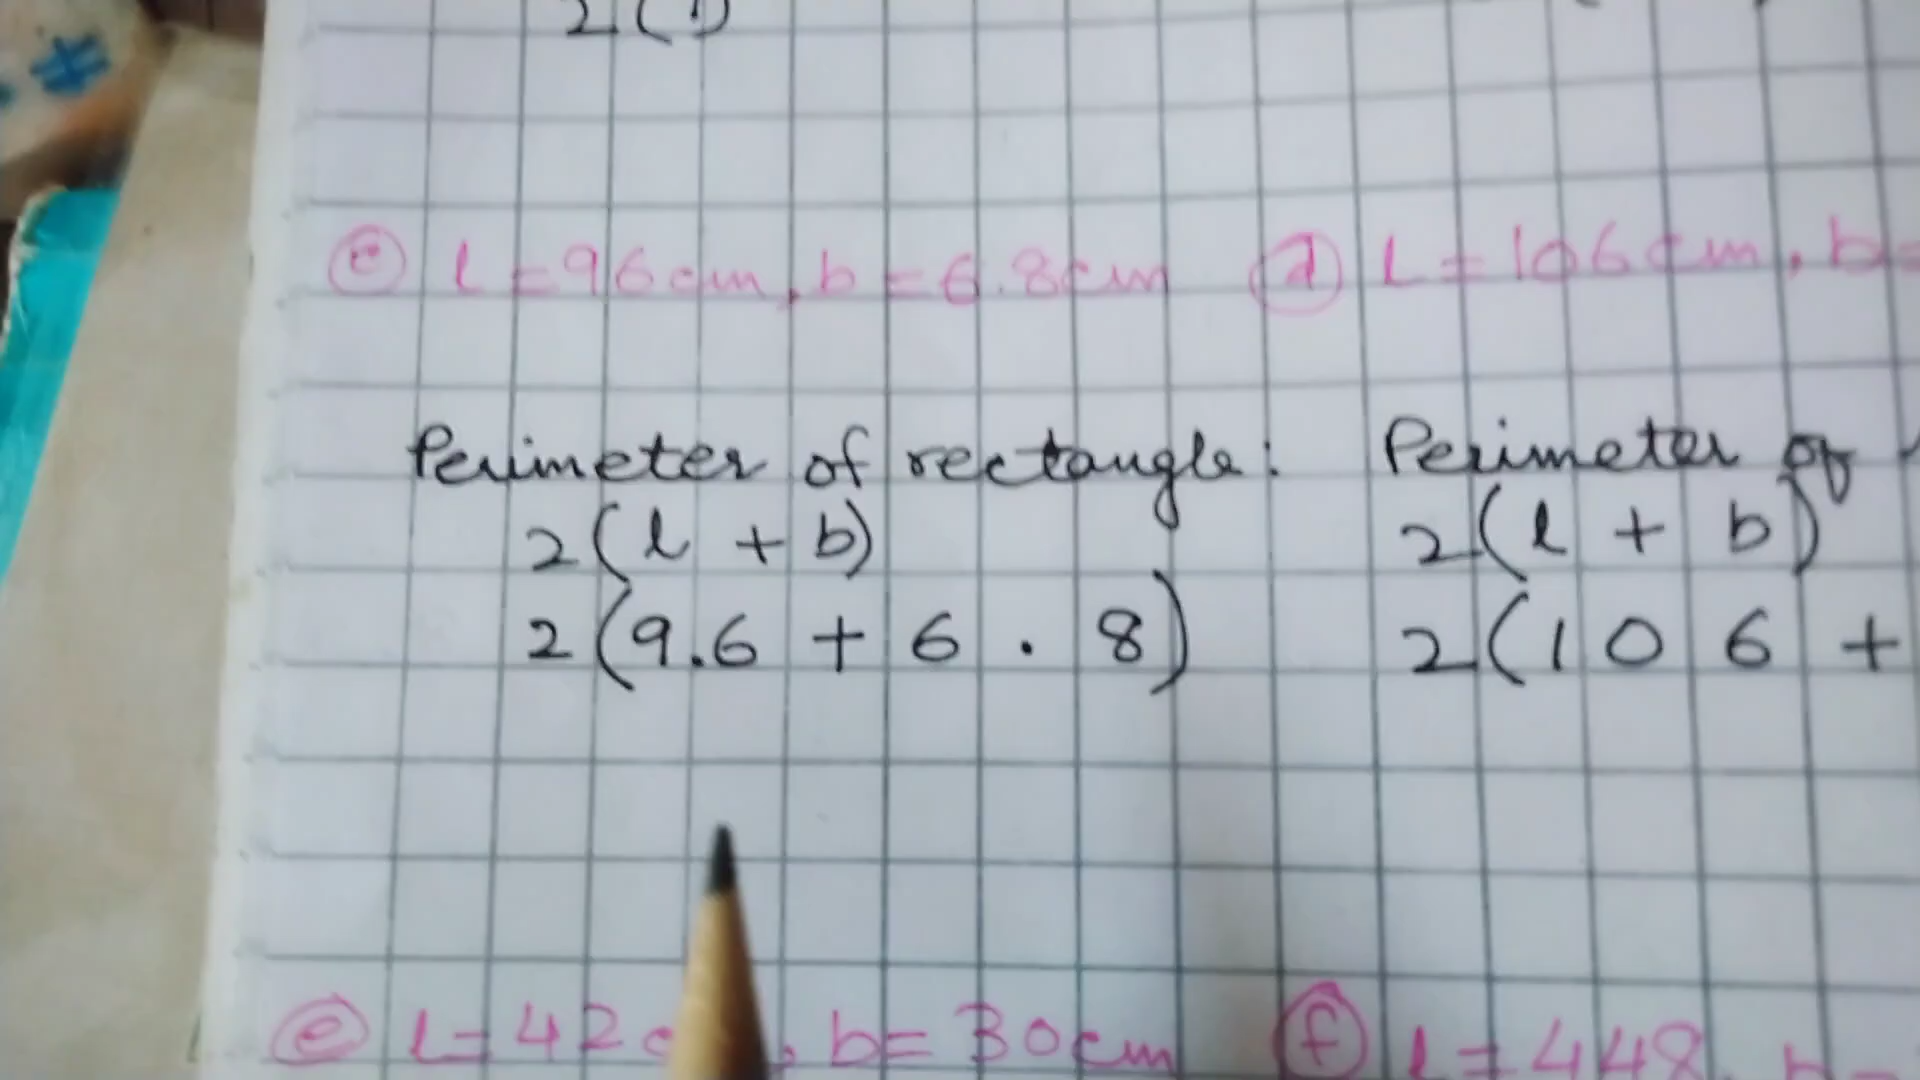 2(1)
c l = 96 cm, b = 6.8 cm
Perimeter of rectangle:
2(l + b)
2(9.6 + 6.8)
d L = 106 cm, b =
Perimeter of
2(l + b)
2(106 +
e l = 42 , b = 30 cm
f l = 448